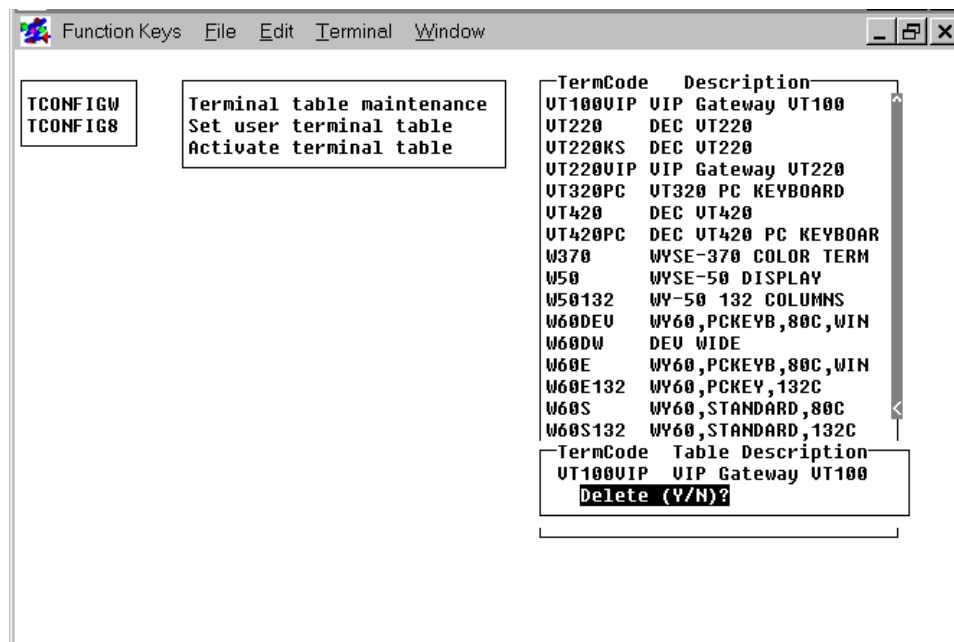 Function Keys File Edit Terminal Window
TCONFIGW
TCONFIG8
Terminal table maintenance
Set user terminal table
Activate terminal table
TermCode Description
VT100VIP VIP Gateway VT100
VT220 DEC VT220
VT220KS DEC VT220
VT220VIP VIP Gateway VT220
VT320PC VT320 PC KEYBOARD
VT420 DEC VT420
VT420PC DEC VT420 PC KEYBOAR
W370 WYSE-370 COLOR TERM
W50 WYSE-50 DISPLAY
W50132 WY-50 132 COLUMNS
W60DEV WY60,PCKEYB,80C,WIN
W60DW DEV WIDE
W60E WY60,PCKEYB,80C,WIN
W60E132 WY60,PCKEY,132C
W60S WY60,STANDARD,80C
W60S132 WY60,STANDARD,132C
TermCode Table Description
VT100VIP VIP Gateway VT100
Delete (Y/N)?